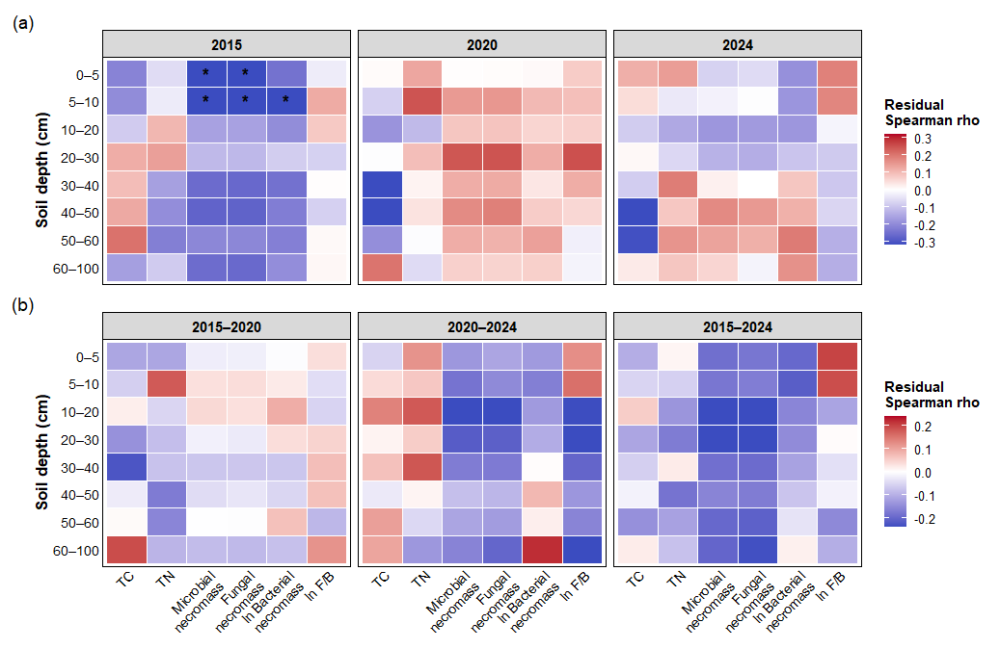 (a)
2015
2020
2024
Soil depth (cm)
0–5
5–10
10–20
20–30
30–40
40–50
50–60
60–100
* *
* * *
Residual
Spearman rho
0.3
0.2
0.1
0.0
-0.1
-0.2
-0.3
(b)
2015–2020
2020–2024
2015–2024
Soil depth (cm)
0–5
5–10
10–20
20–30
30–40
40–50
50–60
60–100
Residual
Spearman rho
0.2
0.1
0.0
-0.1
-0.2
TC
TN
Microbial
necromass
Fungal
necromass
ln Bacterial
necromass
ln F/B
TC
TN
Microbial
necromass
Fungal
necromass
ln Bacterial
necromass
ln F/B
TC
TN
Microbial
necromass
Fungal
necromass
ln Bacterial
necromass
ln F/B